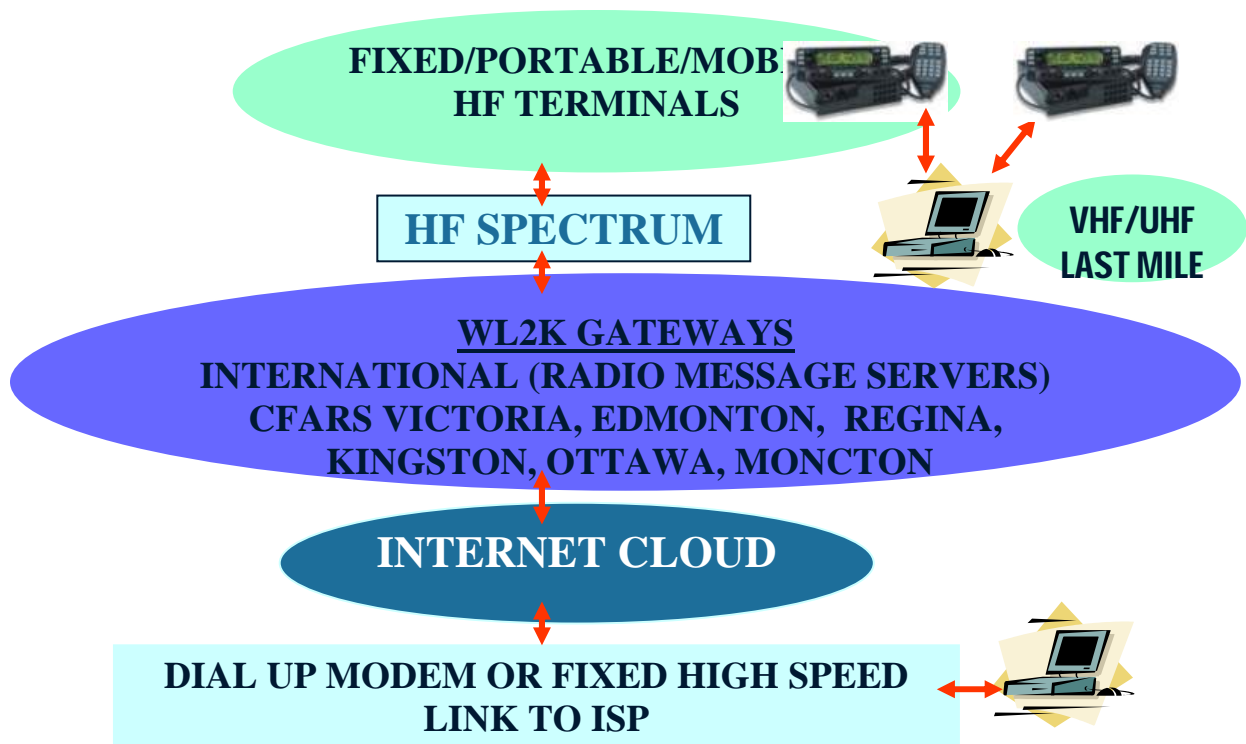 FIXED/PORTABLE/MOBI
HF TERMINALS
HF SPECTRUM
VHF/UHF
LAST MILE
WL2K GATEWAYS
INTERNATIONAL (RADIO MESSAGE SERVERS)
CFARS VICTORIA, EDMONTON, REGINA,
KINGSTON, OTTAWA, MONCTON
INTERNET CLOUD
DIAL UP MODEM OR FIXED HIGH SPEED
LINK TO ISP